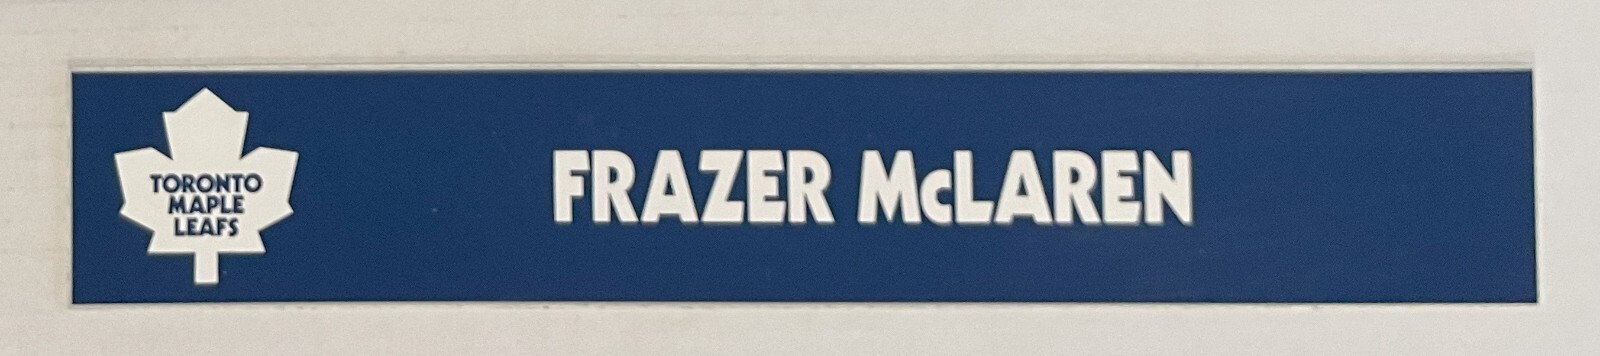 TORONTO
MAPLE
LEAFS
FRAZER McLAREN